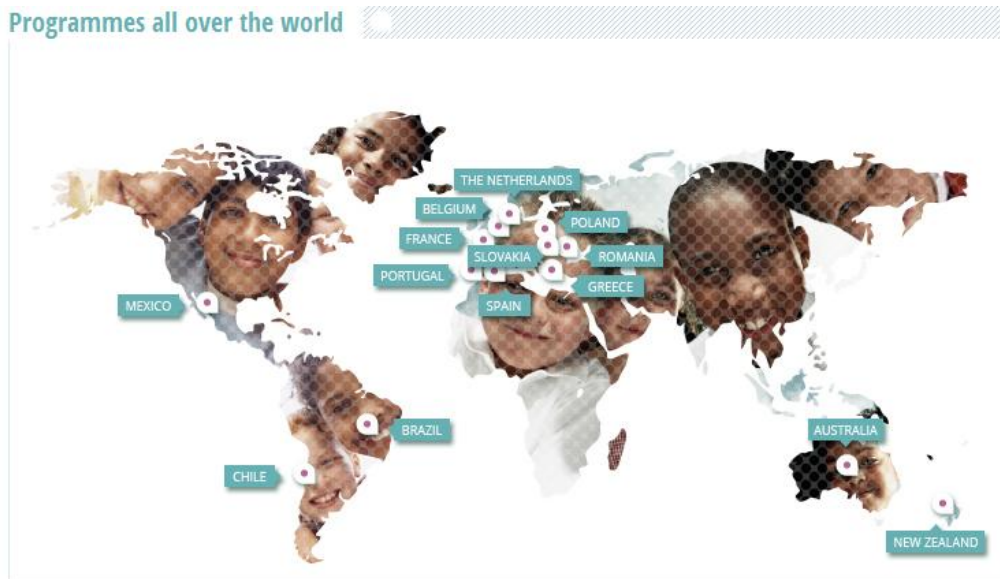 Programmes all over the world
THE NETHERLANDS
BELGIUM
POLAND
FRANCE
SLOVAKIA
ROMANIA
PORTUGAL
GREECE
MEXICO
SPAIN
BRAZIL
AUSTRALIA
CHILE
NEW ZEALAND